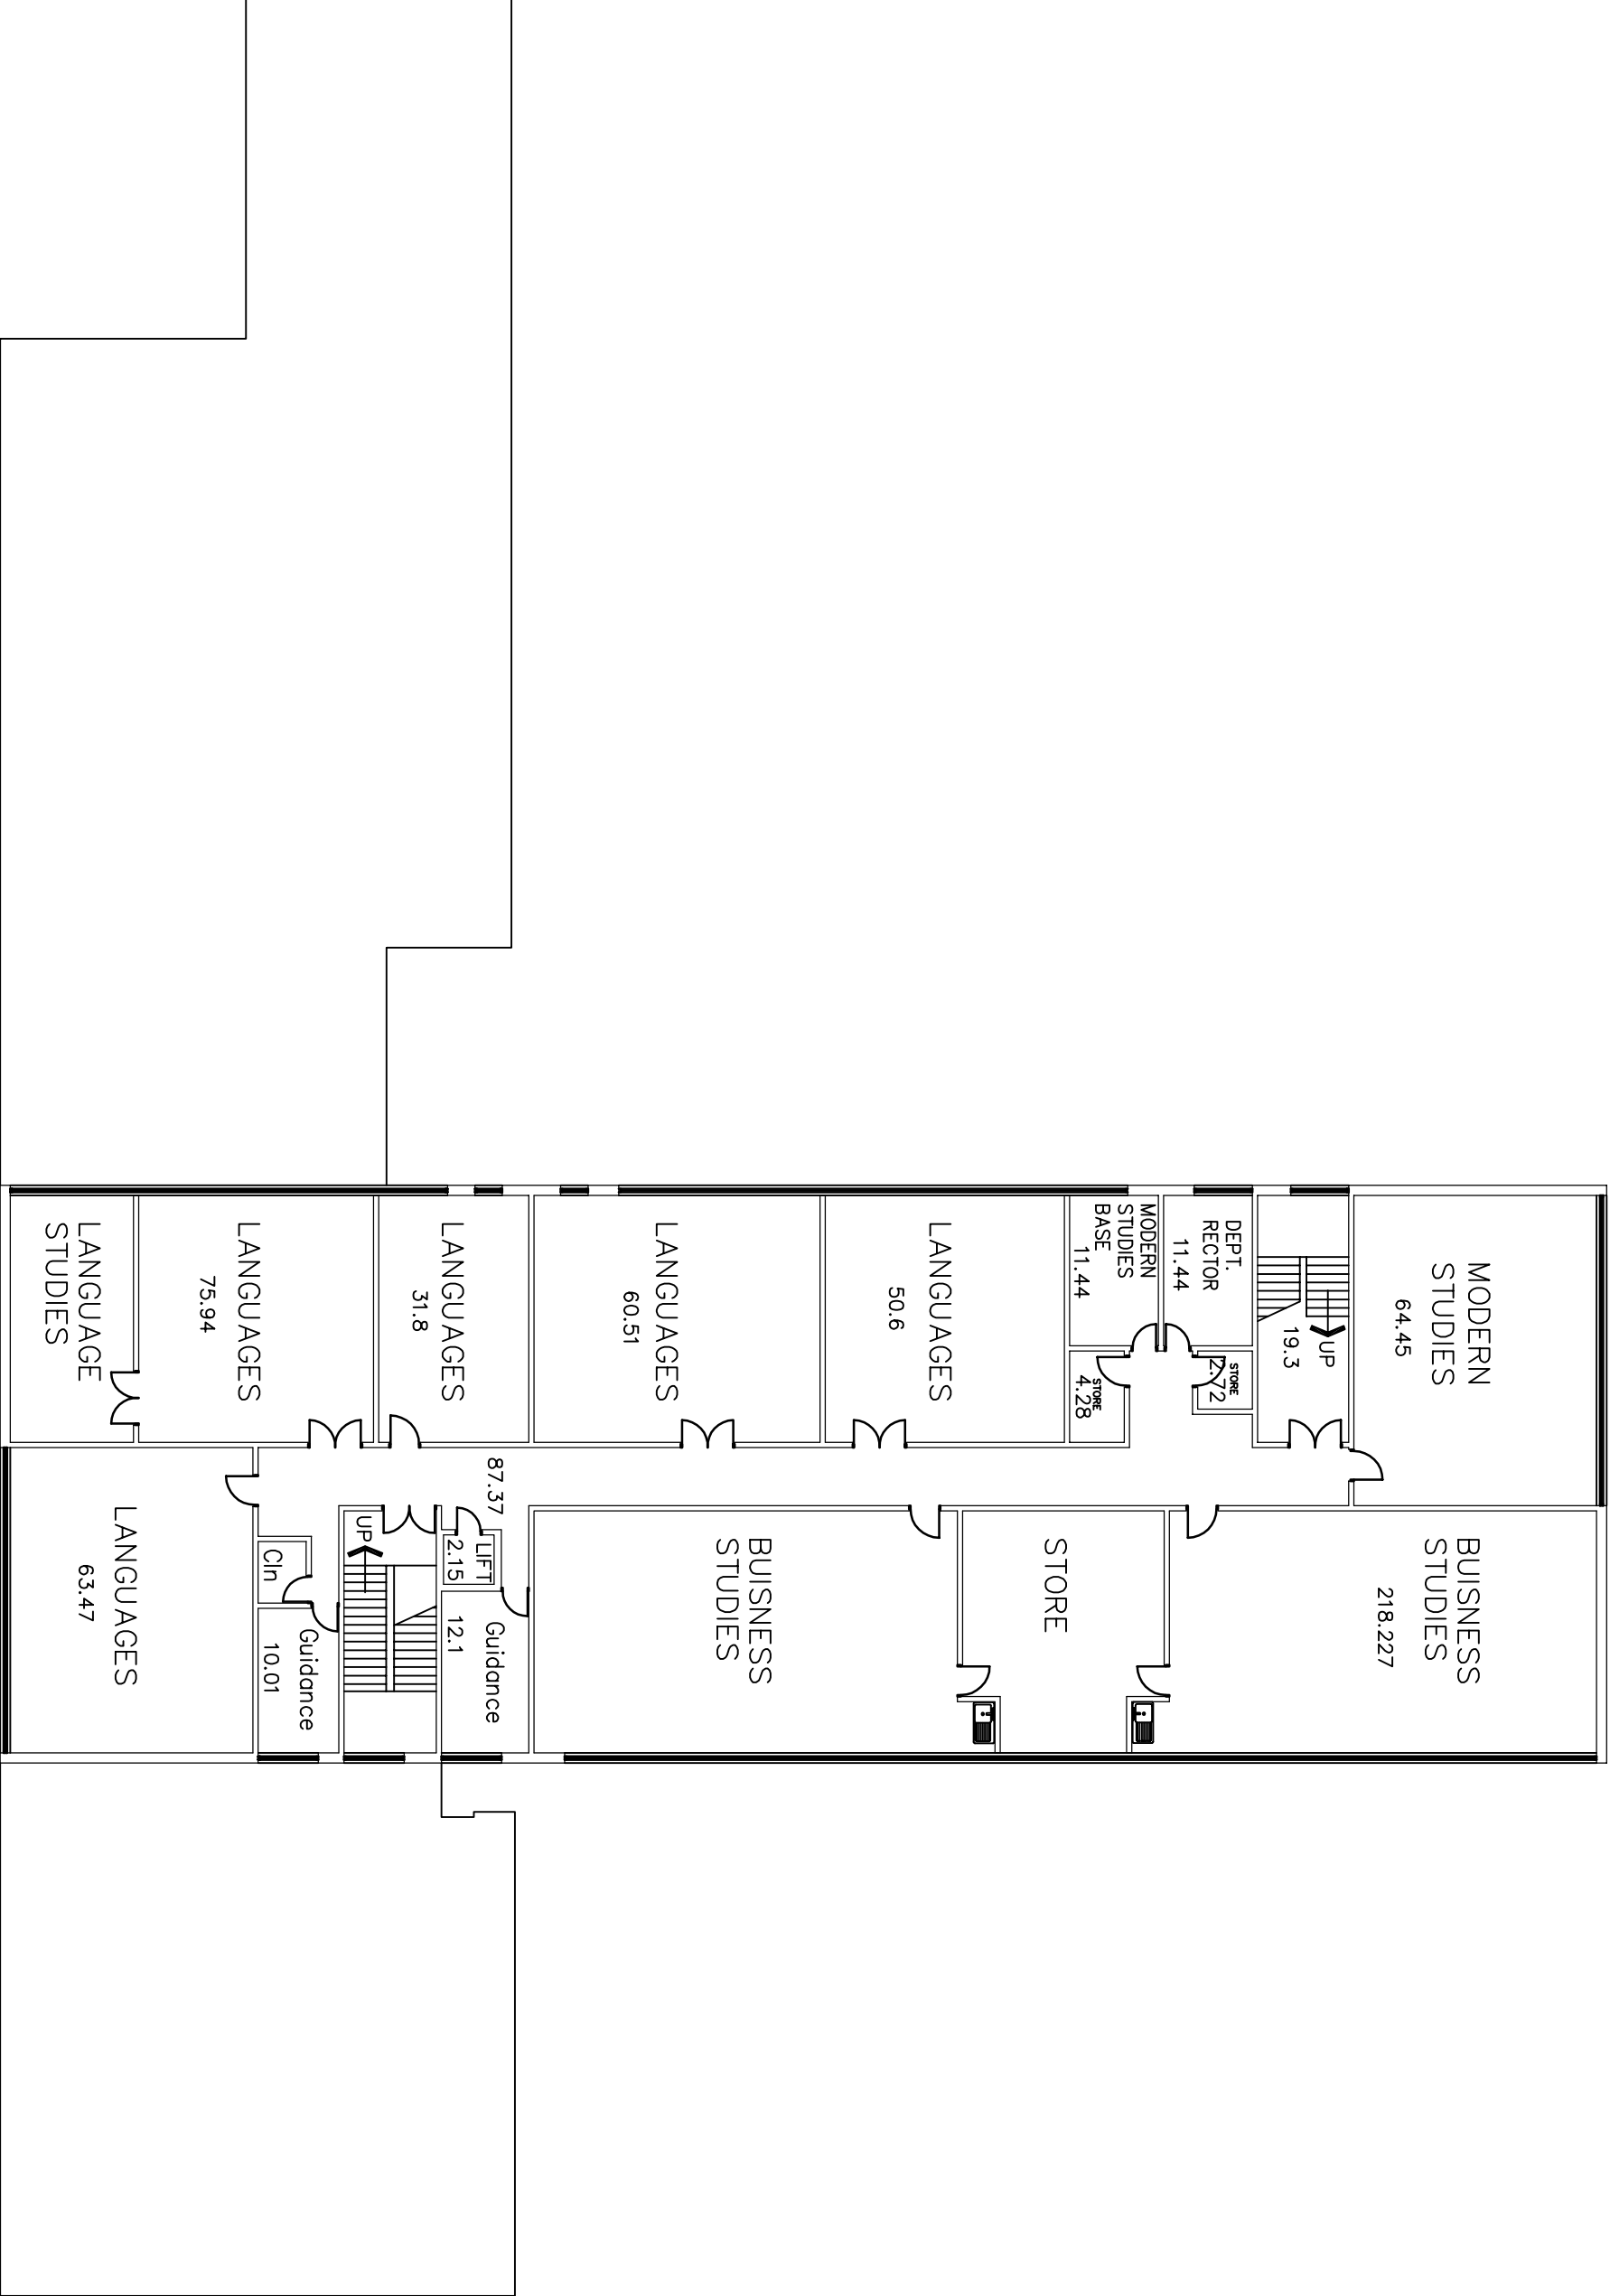 LANGUAGE
STUDIES
LANGUAGES
75.94
LANGUAGES
31.8
LANGUAGES
60.51
LANGUAGES
50.6
MODERN
STUDIES
BASE
11.44
DEPT.
RECTOR
11.44
STORE
4.28
STORE
2.72
UP
19.3
MODERN
STUDIES
64.45
87.37
LANGUAGES
63.47
Cln
Guidance
10.01
UP
LIFT
2.15
Guidance
12.1
BUISNESS
STUDIES
STORE
BUISNESS
STUDIES
218.227